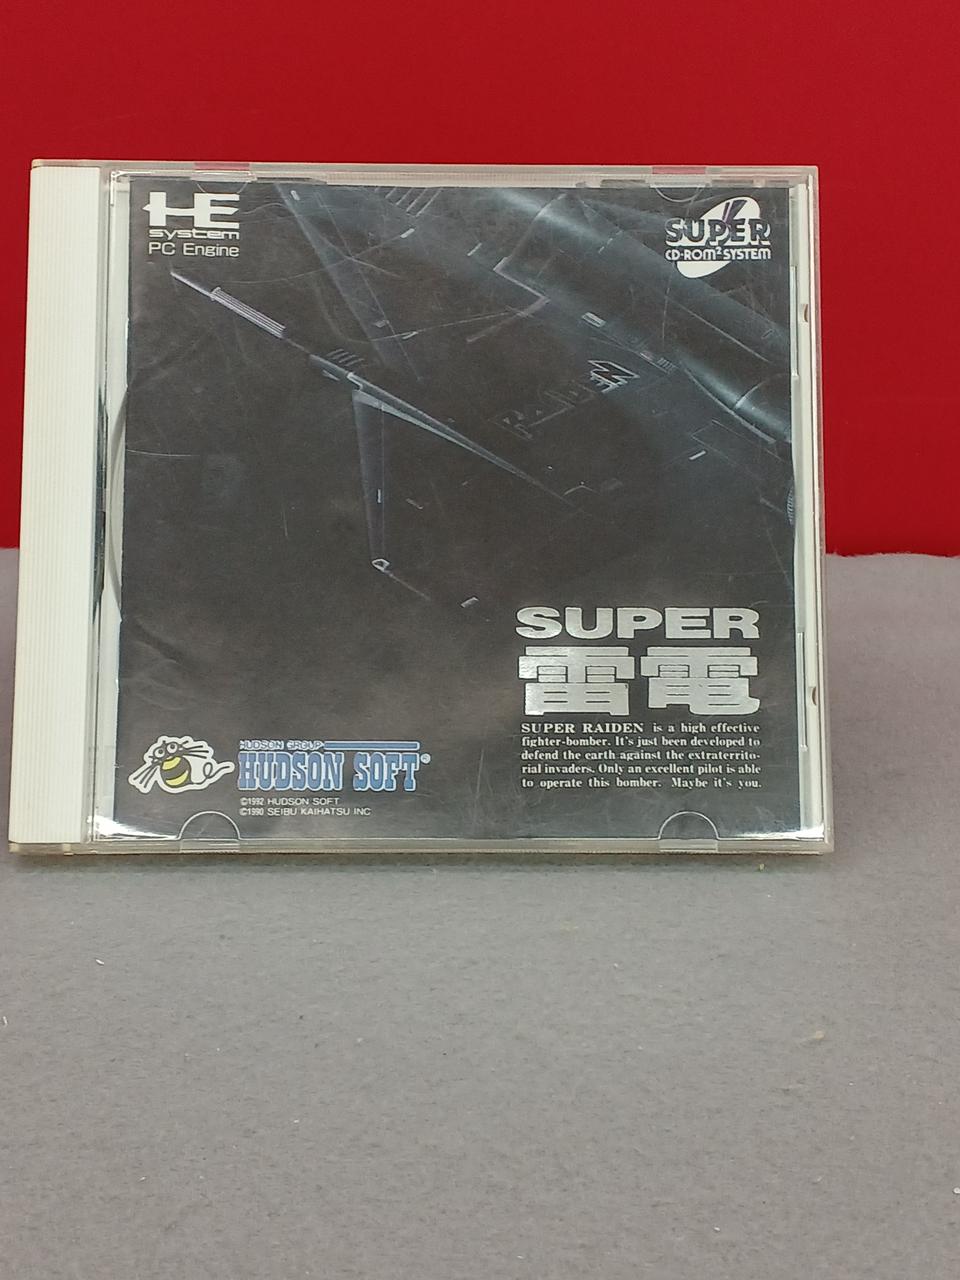 HE
system
PC Engine
SUPER
CD-ROM² SYSTEM
RAIDEN
SUPER
雷電
SUPER RAIDEN is a high effective
fighter-bomber. It's just been developed to
defend the earth against the extraterrito-
rial invaders. Only an excellent pilot is able
to operate this bomber. Maybe it's you.
HUDSON GROUP
HUDSON SOFT®
©1992 HUDSON SOFT
©1990 SEIBU KAIHATSU INC